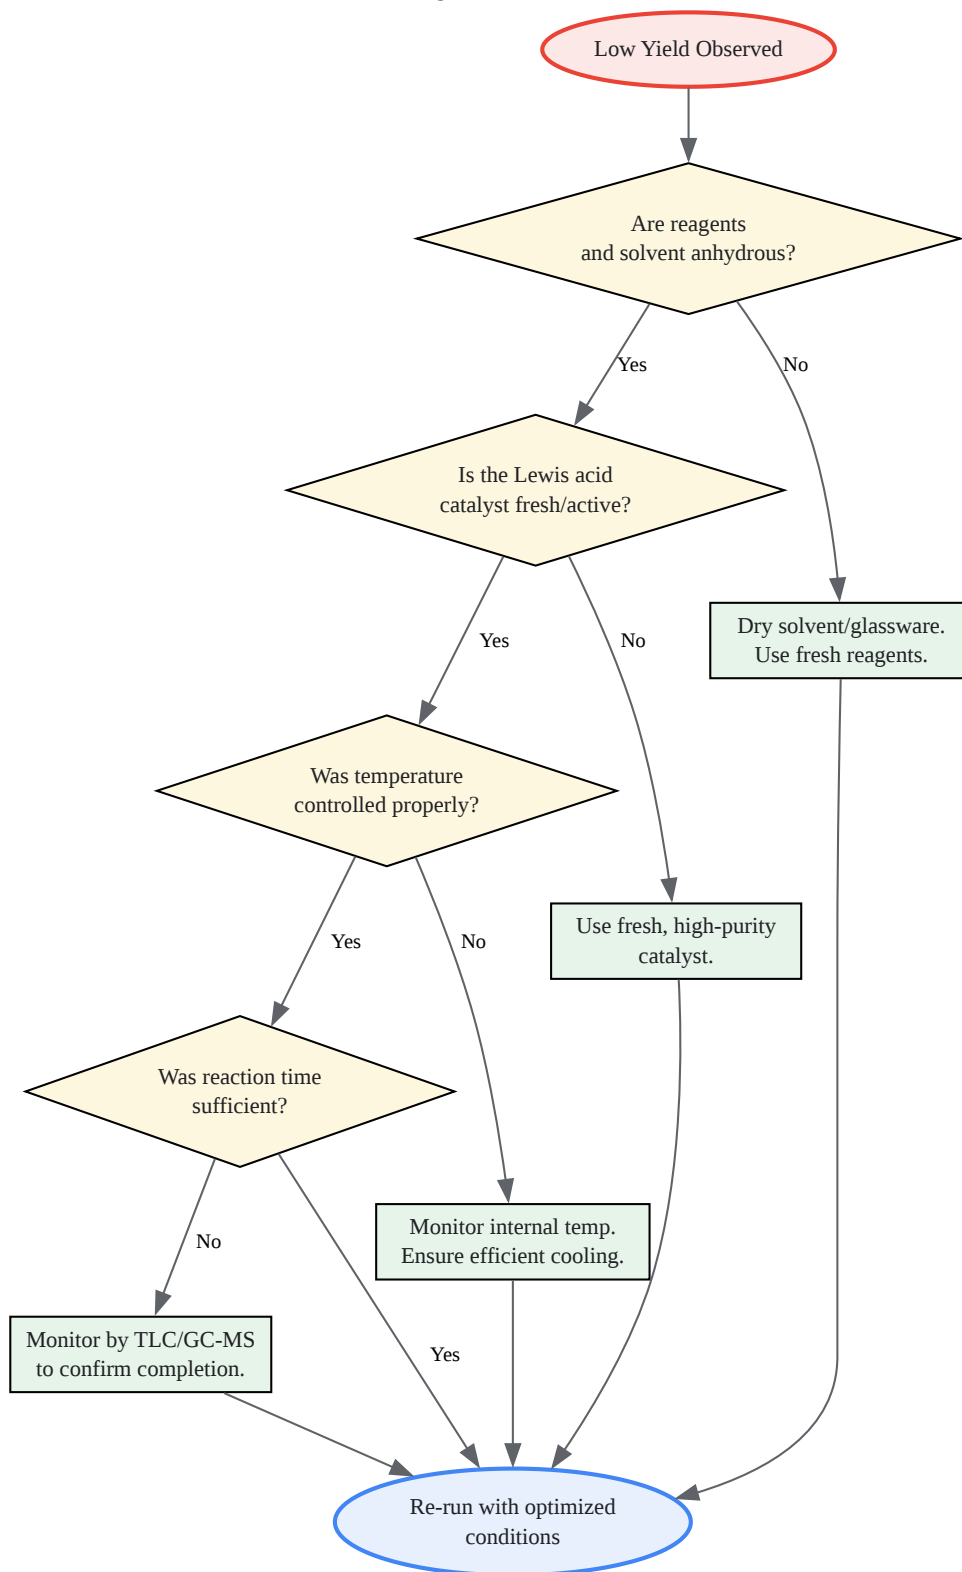 Low Yield Observed
Are reagents
and solvent anhydrous?
Yes
No
Is the Lewis acid
catalyst fresh/active?
Dry solvent/glassware.
Use fresh reagents.
Yes
No
Was temperature
controlled properly?
Use fresh, high-purity
catalyst.
Yes
No
Was reaction time
sufficient?
Monitor internal temp.
Ensure efficient cooling.
No
Yes
Monitor by TLC/GC-MS
to confirm completion.
Re-run with optimized
conditions